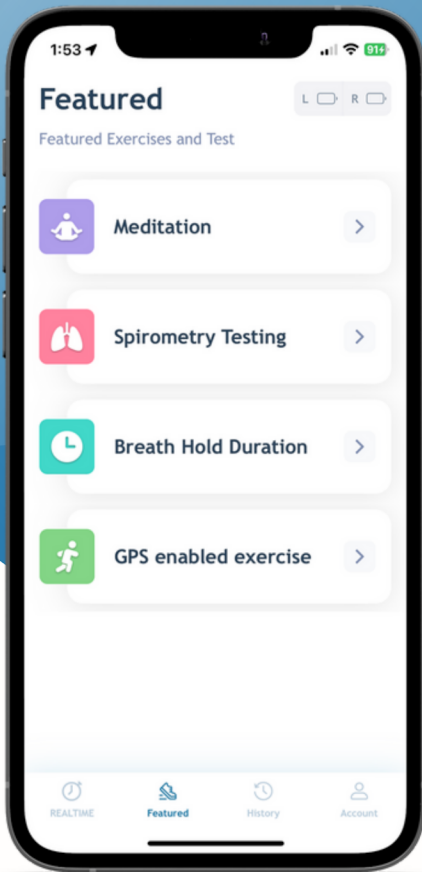 1:53
91+
Featured
L R
Featured Exercises and Test
Meditation
Spirometry Testing
Breath Hold Duration
GPS enabled exercise
REALTIME Featured History Account